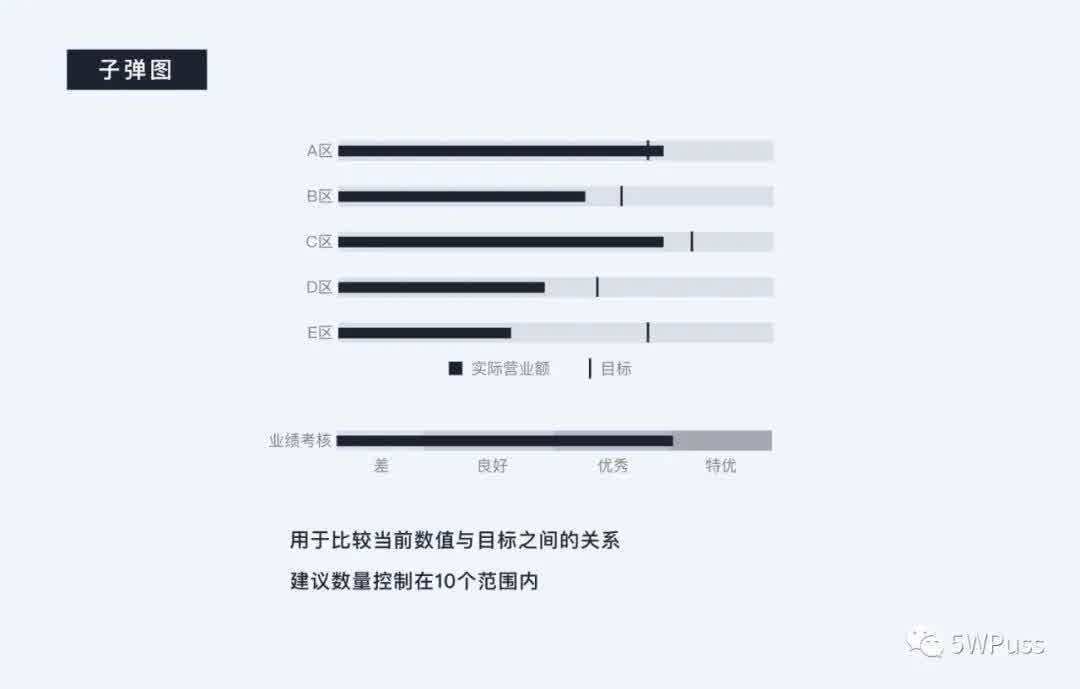 子弹图
A区
B区
C区
D区
E区
实际营业额 目标
业绩考核
差 良好 优秀 特优
用于比较当前数值与目标之间的关系
建议数量控制在10个范围内
5WPuss